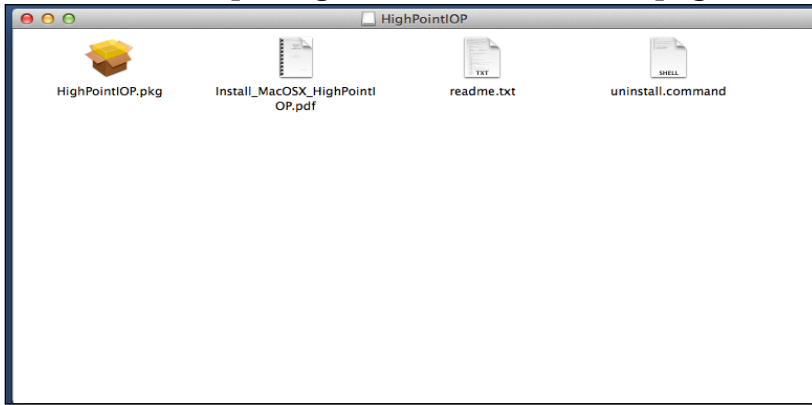 HighPointIOP
TXT
SHELL
HighPointIOP.pkg
Install_MacOSX_HighPointI
OP.pdf
readme.txt
uninstall.command